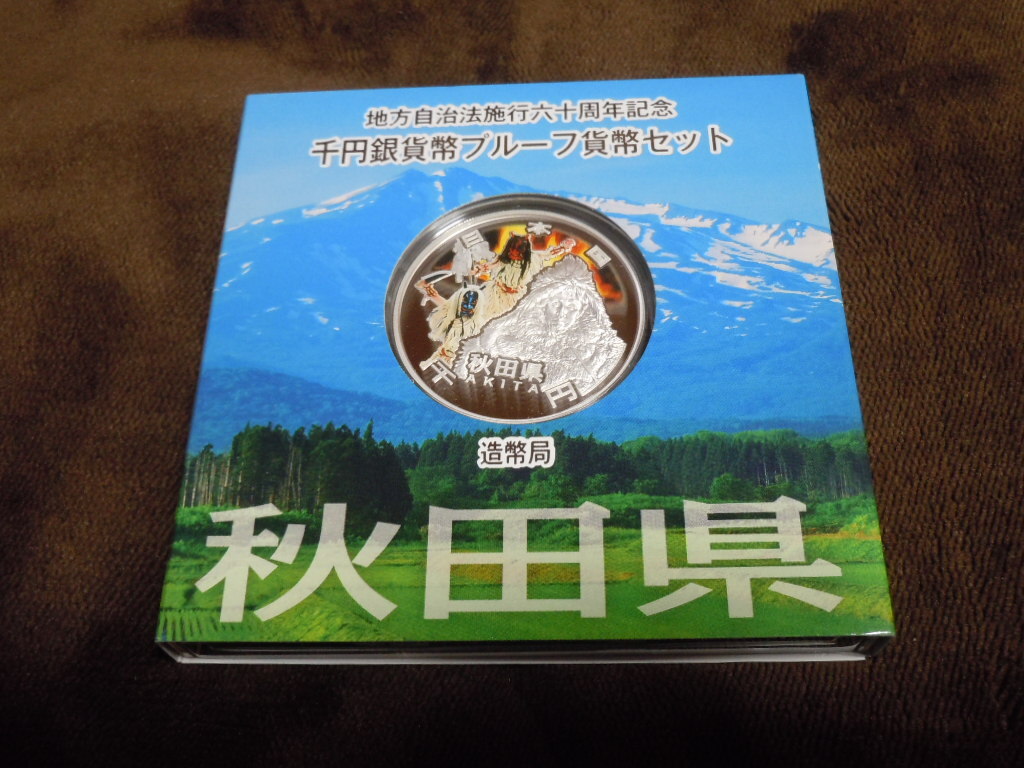 地方自治法施行六十周年記念
千円銀貨幣プルーフ貨幣セット
日本国
秋田県
AKITA
千円
造幣局
秋田県